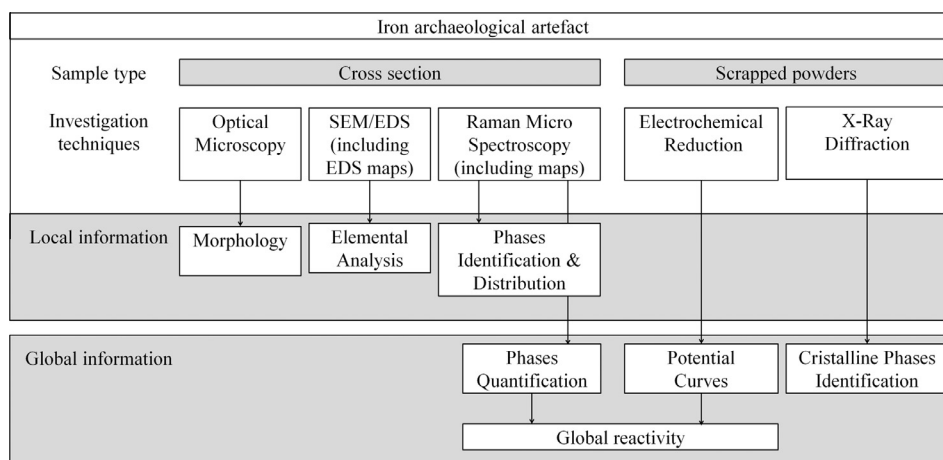 Iron archaeological artefact
Sample type
Cross section
Scrapped powders
Investigation
techniques
Optical
Microscopy
SEM/EDS
(including
EDS maps)
Raman Micro
Spectroscopy
(including maps)
Electrochemical
Reduction
X-Ray
Diffraction
Local information
Morphology
Elemental
Analysis
Phases
Identification &
Distribution
Global information
Phases
Quantification
Potential
Curves
Cristalline Phases
Identification
Global reactivity